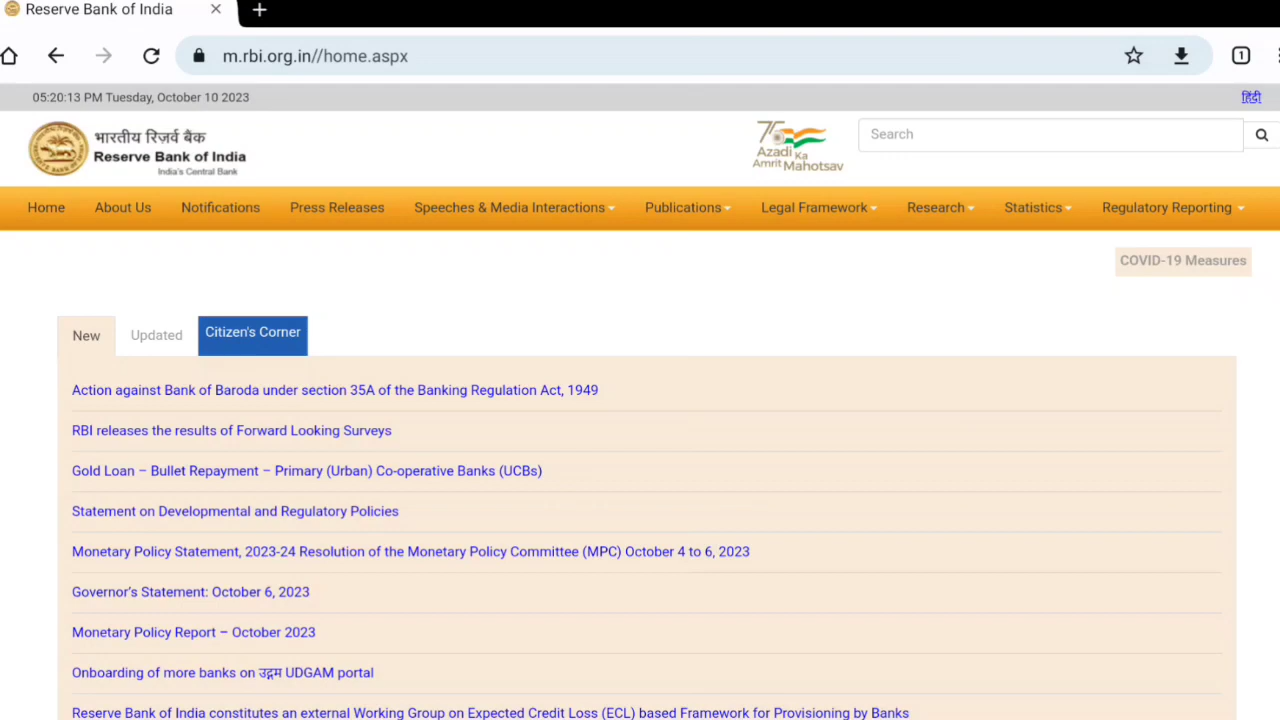 Reserve Bank of India
m.rbi.org.in//home.aspx
1
05:20:13 PM Tuesday, October 10 2023
हिंदी
भारतीय रिज़र्व बैंक
Reserve Bank of India
India's Central Bank
75
Azadi Ka
Amrit Mahotsav
Search
Home About Us Notifications Press Releases Speeches & Media Interactions Publications Legal Framework Research Statistics Regulatory Reporting
COVID-19 Measures
New Updated Citizen's Corner
Action against Bank of Baroda under section 35A of the Banking Regulation Act, 1949
RBI releases the results of Forward Looking Surveys
Gold Loan – Bullet Repayment – Primary (Urban) Co-operative Banks (UCBs)
Statement on Developmental and Regulatory Policies
Monetary Policy Statement, 2023-24 Resolution of the Monetary Policy Committee (MPC) October 4 to 6, 2023
Governor's Statement: October 6, 2023
Monetary Policy Report – October 2023
Onboarding of more banks on उद्गम UDGAM portal
Reserve Bank of India constitutes an external Working Group on Expected Credit Loss (ECL) based Framework for Provisioning by Banks